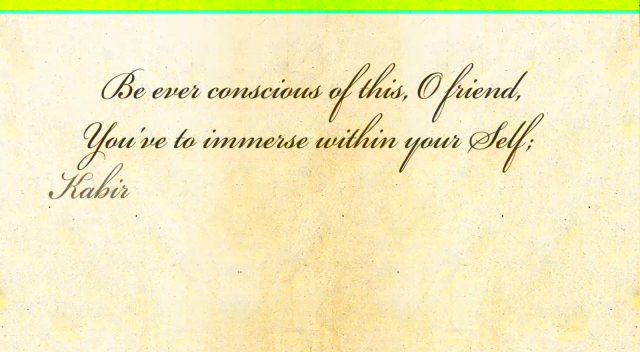 Be ever conscious of this, O friend,
You've to immerse within your Self;
Kabir